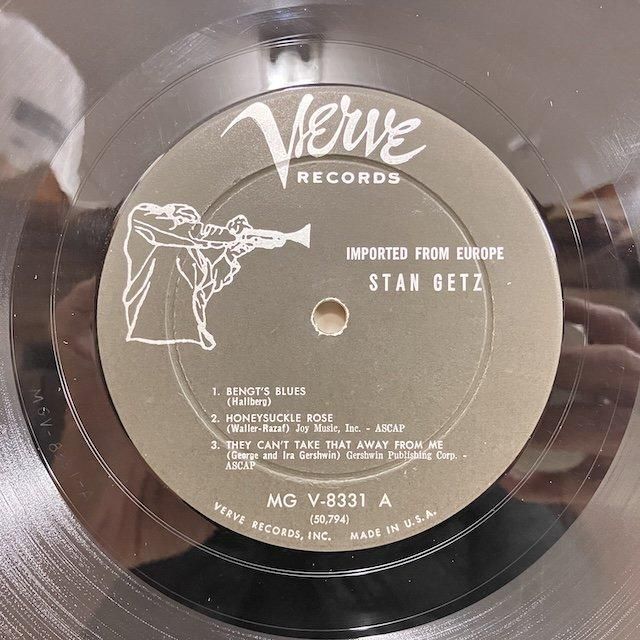 Verve
RECORDS
IMPORTED FROM EUROPE
STAN GETZ
1. BENGT'S BLUES
(Hallberg)
2. HONEYSUCKLE ROSE
(Waller-Razaf) Joy Music, Inc. - ASCAP
3. THEY CAN'T TAKE THAT AWAY FROM ME
(George and Ira Gershwin) Gershwin Publishing Corp. -
ASCAP
MG V-8331 A
(50,794)
VERVE RECORDS, INC. MADE IN U.S.A.